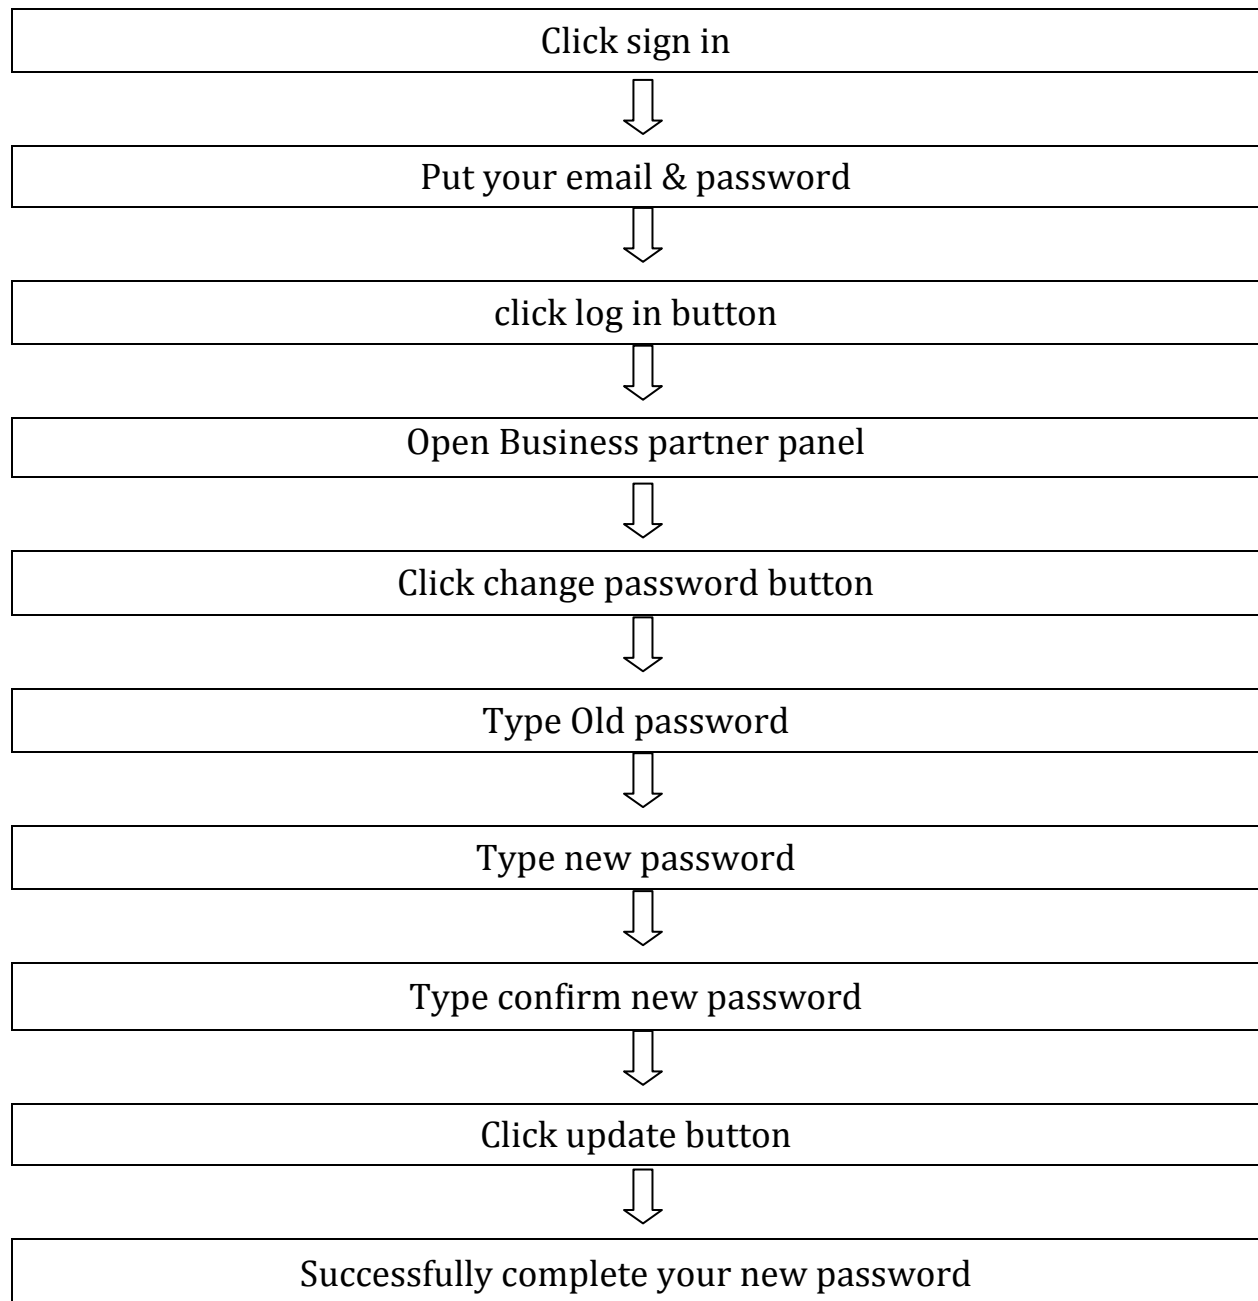 Click sign in
Put your email & password
click log in button
Open Business partner panel
Click change password button
Type Old password
Type new password
Type confirm new password
Click update button
Successfully complete your new password